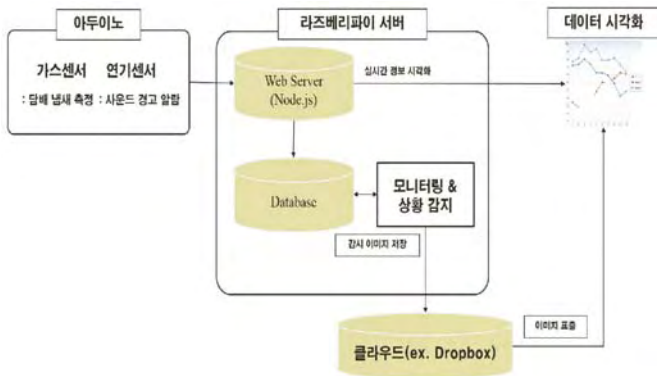 아두이노
가스센서 연기센서
: 담배 냄새 측정 : 사운드 경고 알람
라즈베리파이 서버
Web Server
(Node.js)
실시간 정보 시각화
Database
모니터링 &
상황 감지
감시 이미지 저장
데이터 시각화
클라우드(ex. Dropbox)
이미지 표출